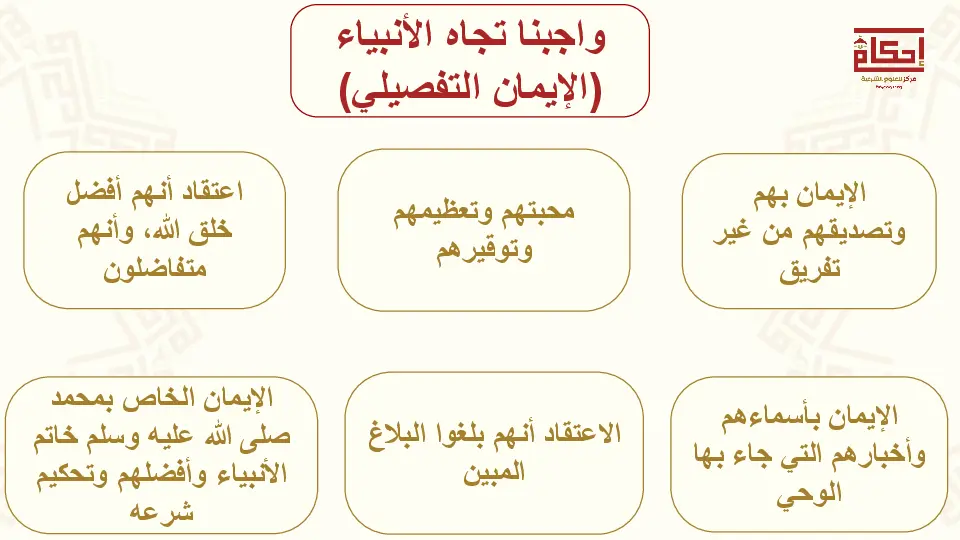 واجبنا تجاه الأنبياء
(الإيمان التفصيلي)
إحكام
مركز للعلوم الشرعية
الإيمان بهم
وتصديقهم من غير
تفريق
محبتهم وتعظيمهم
وتوقيرهم
اعتقاد أنهم أفضل
خلق الله، وأنهم
متفاضلون
الإيمان بأسماءهم
وأخبارهم التي جاء بها
الوحي
الاعتقاد أنهم بلغوا البلاغ
المبين
الإيمان الخاص بمحمد
صلى الله عليه وسلم خاتم
الأنبياء وأفضلهم وتحكيم
شرعه